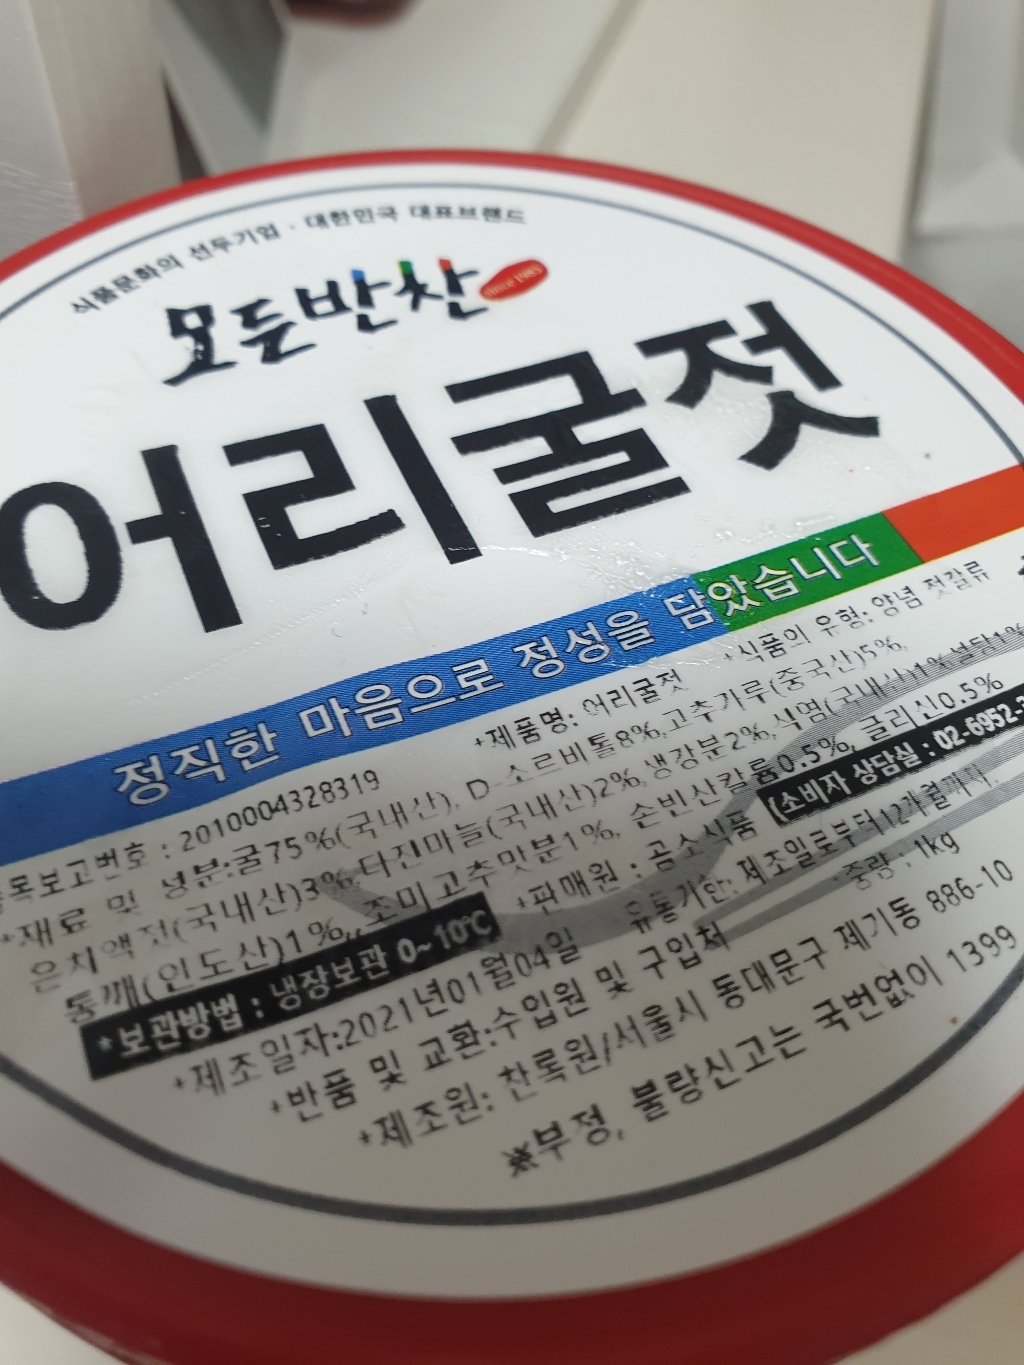 식품문화의 선두기업 · 대한민국 대표브랜드
모든반찬 since 1985
어리굴젓
정직한 마음으로 정성을 담았습니다
*제품명: 어리굴젓 *식품의 유형: 양념 젓갈류
품목보고번호 : 2010004328319
*재료 및 성분:굴75%(국내산), D-소르비톨8%,고추가루(중국산)5%,
은치액젓(국내산)3%,다진마늘(국내산)2%,생강분2%,식염(국내산)1%,설탕1%
통깨(인도산)1%,,조미고추맛분1%, 손빈산칼륨0.5%, 글리신0.5%
*보관방법 : 냉장보관 0~10℃ *판매원 : 곰소식품 (소비자 상담실 : 02-6952-
*제조일자:2021년01월04일 유통기한: 제조일로부터12개월까지.
*반품 및 교환:수입원 및 구입처 ·중량 : 1kg
*제조원: 찬록원/서울시 동대문구 제기동 886-10
※부정, 불량신고는 국번없이 1399